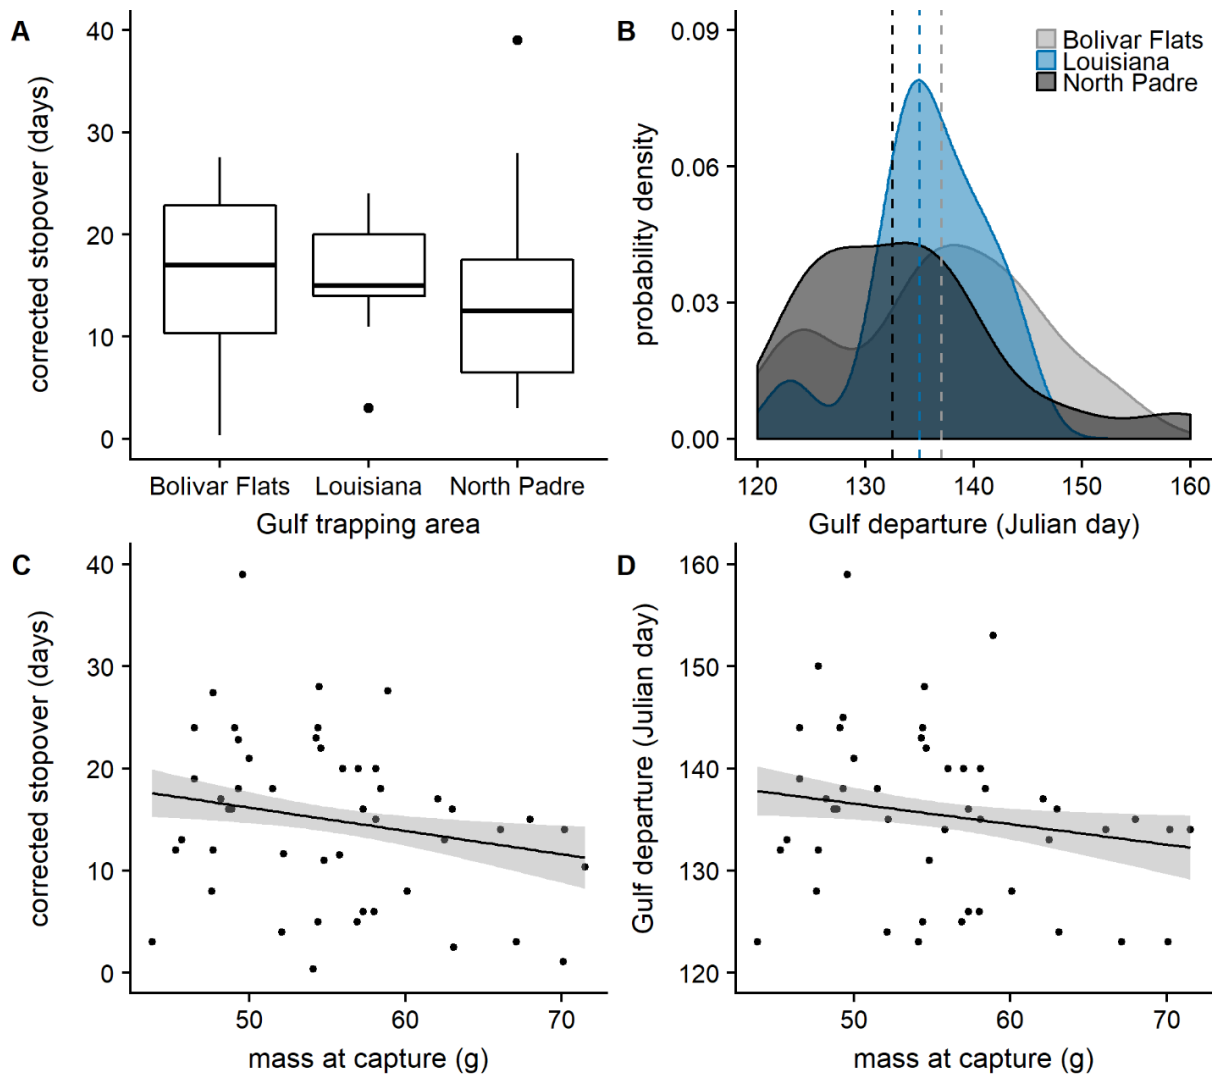 A
corrected stopover (days)
40
30
20
10
0
Bolivar Flats
Louisiana
North Padre
Gulf trapping area
B
probability density
0.09
0.06
0.03
0.00
Bolivar Flats
Louisiana
North Padre
120
130
140
150
160
Gulf departure (Julian day)
C
corrected stopover (days)
40
30
20
10
0
50
60
70
mass at capture (g)
D
Gulf departure (Julian day)
160
150
140
130
120
50
60
70
mass at capture (g)